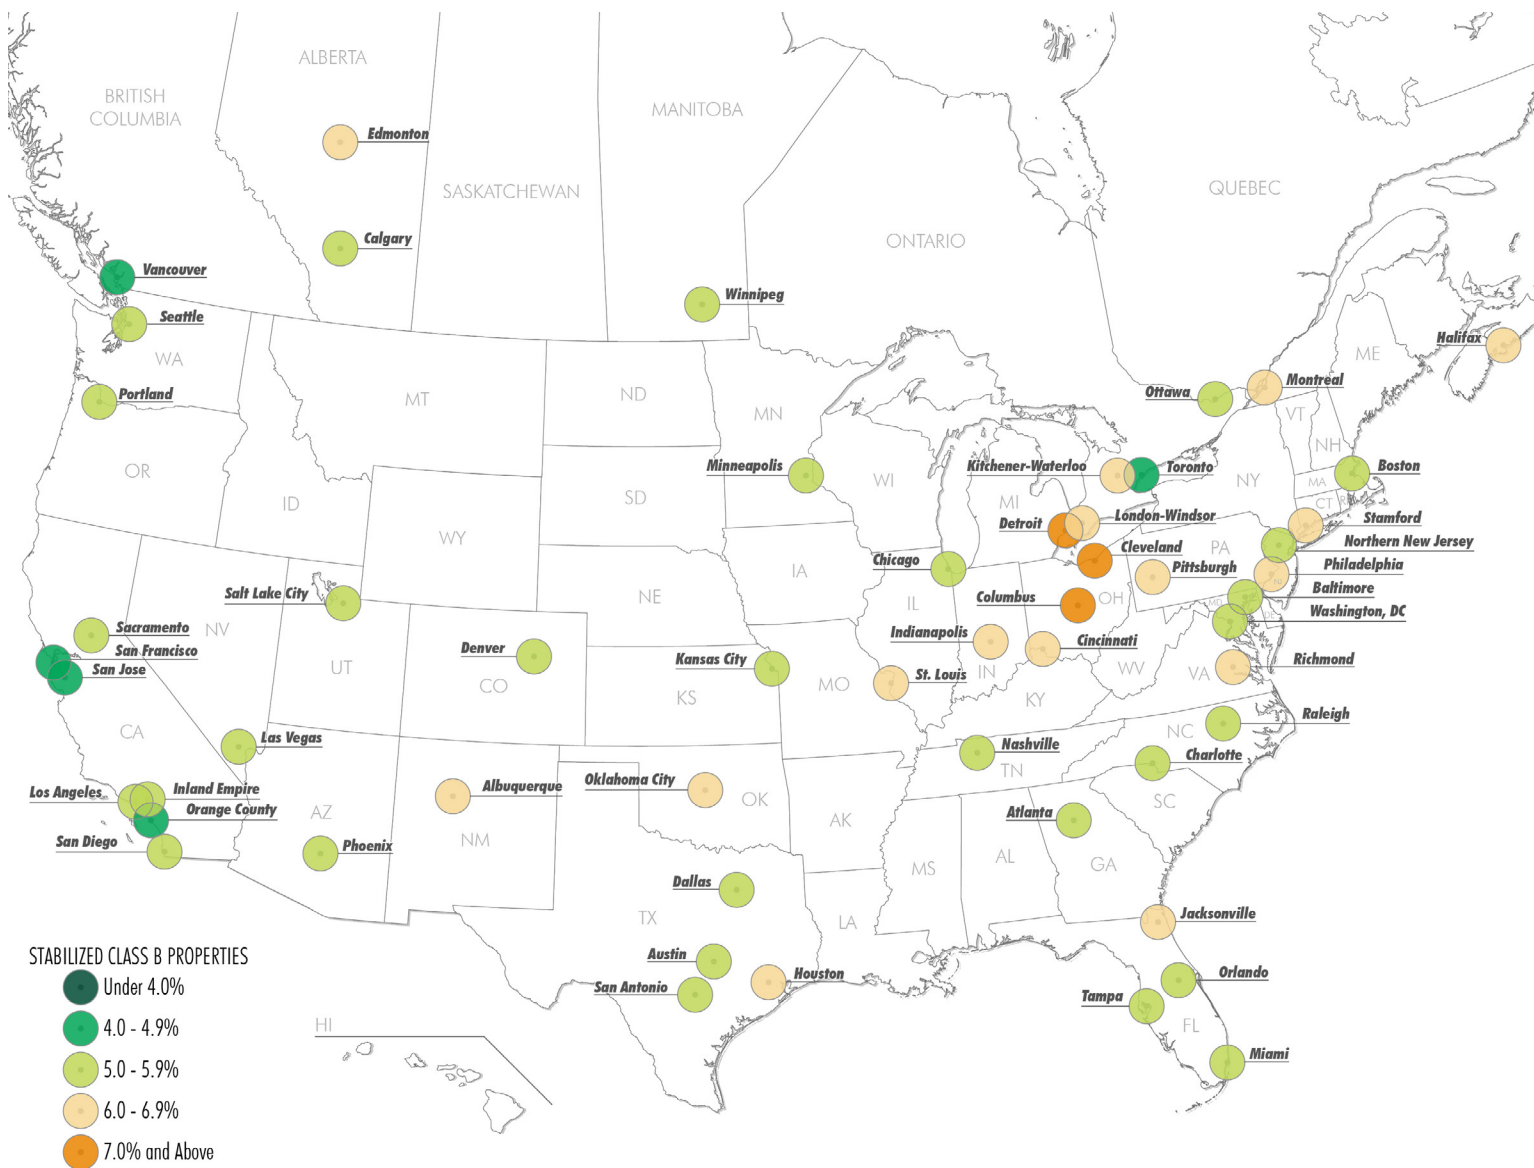 ALBERTA
BRITISH
COLUMBIA
MANITOBA
Edmonton
SASKATCHEWAN
QUEBEC
Calgary
ONTARIO
Vancouver
Winnipeg
Seattle
Halifax
WA
ME
Portland
MT
ND
MN
Ottawa
Montreal
VT
NH
OR
ID
SD
Minneapolis
WI
Kitchener-Waterloo
Toronto
NY
Boston
MA
CT
R
MI
London-Windsor
Detroit
Stamford
WY
IA
Chicago
Cleveland
PA
Northern New Jersey
Pittsburgh
Philadelphia
NJ
Salt Lake City
NE
IL
Columbus
OH
Baltimore
MD
DE
Washington, DC
Sacramento
NV
San Francisco
San Jose
UT
Denver
CO
Kansas City
KS
MO
Indianapolis
IN
Cincinnati
St. Louis
KY
WV
VA
Richmond
CA
Las Vegas
Nashville
TN
NC
Raleigh
Charlotte
Los Angeles
Inland Empire
Orange County
San Diego
AZ
Phoenix
Albuquerque
NM
Oklahoma City
OK
AK
SC
Atlanta
MS
AL
GA
Dallas
TX
LA
Jacksonville
Austin
San Antonio
Houston
Orlando
Tampa
FL
Miami
HI
STABILIZED CLASS B PROPERTIES
Under 4.0%
4.0 - 4.9%
5.0 - 5.9%
6.0 - 6.9%
7.0% and Above